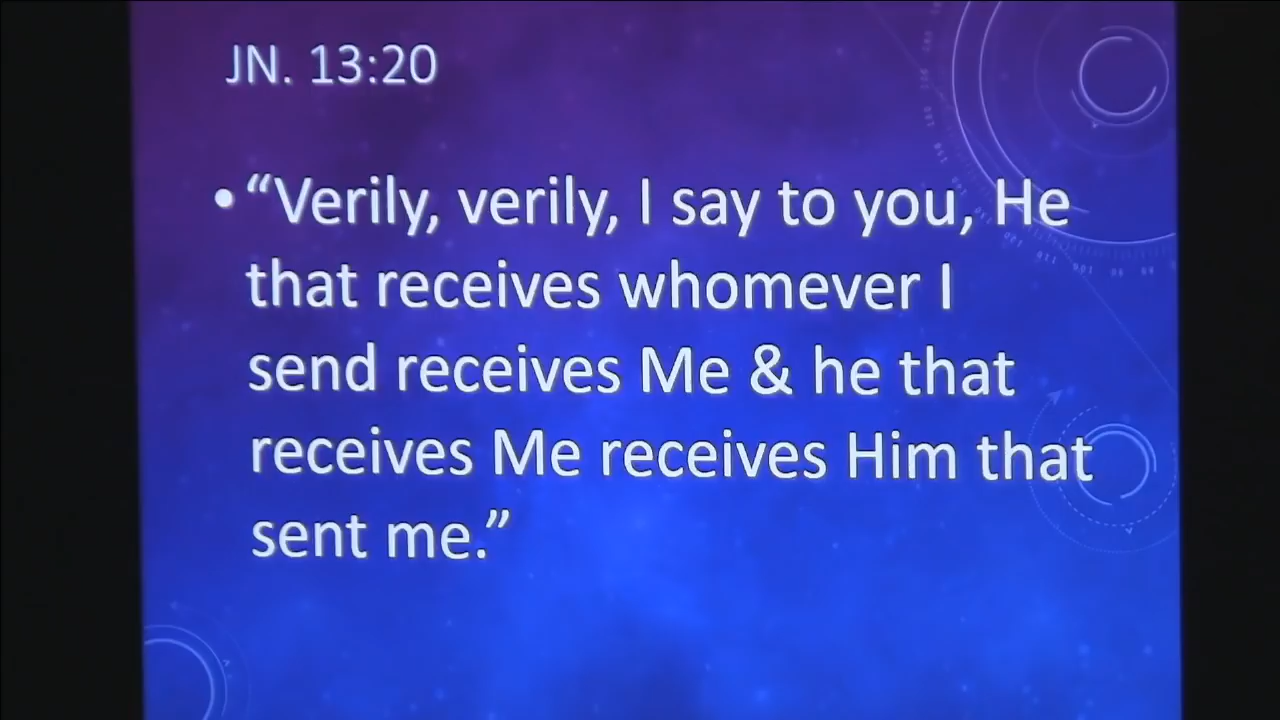 JN. 13:20
• “Verily, verily, I say to you, He
that receives whomever I
send receives Me & he that
receives Me receives Him that
sent me.”